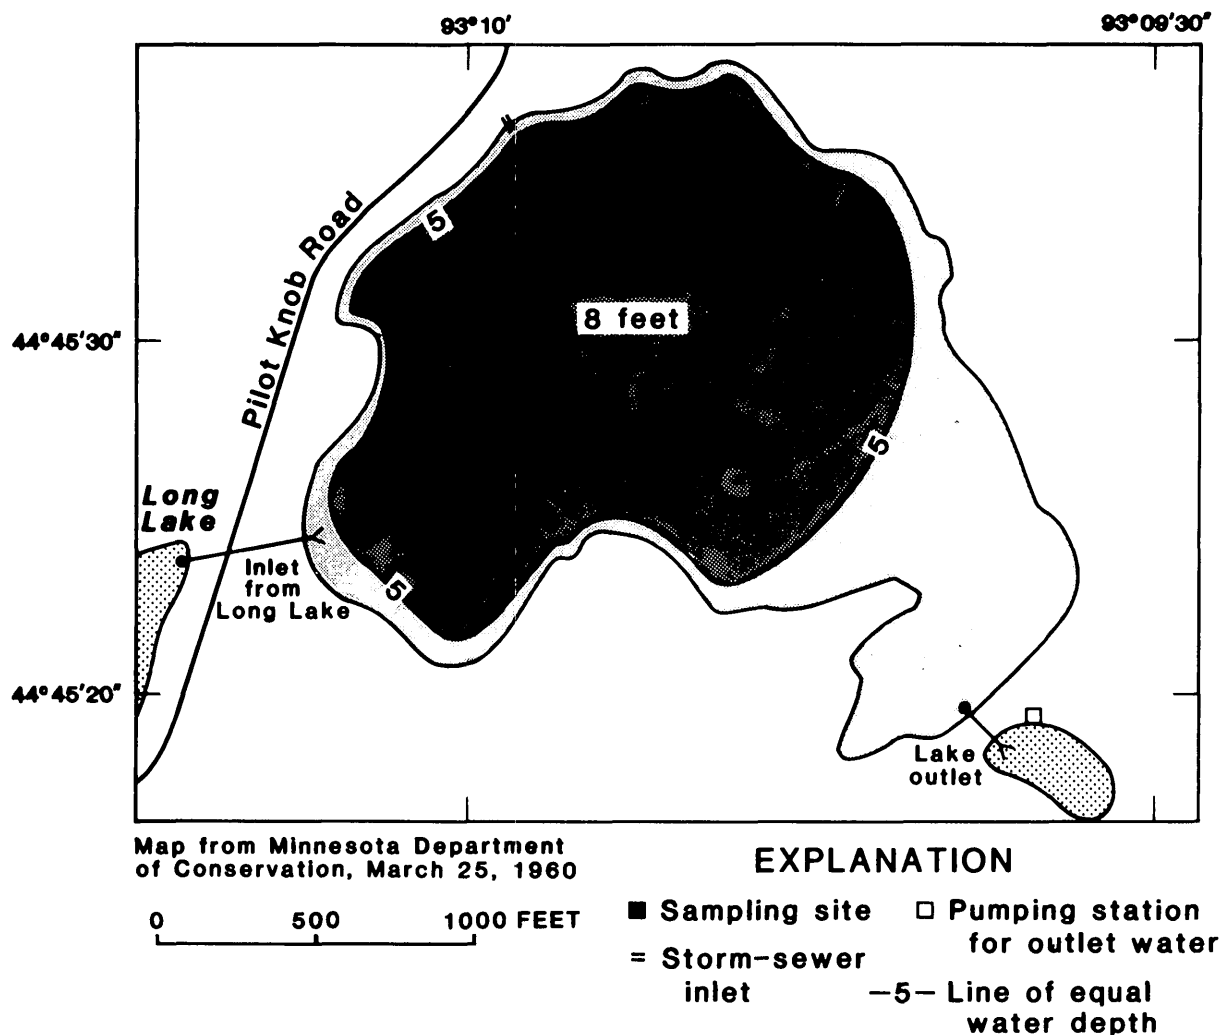 93°10'
93°09'30"
5
Pilot Knob Road
8 feet
44°45'30"
5
Long
Lake
Inlet
from
Long Lake
5
44°45'20"
Lake
outlet
Map from Minnesota Department
of Conservation, March 25, 1960
EXPLANATION
0 500 1000 FEET
■ Sampling site
□ Pumping station
for outlet water
= Storm-sewer
inlet
—5— Line of equal
water depth